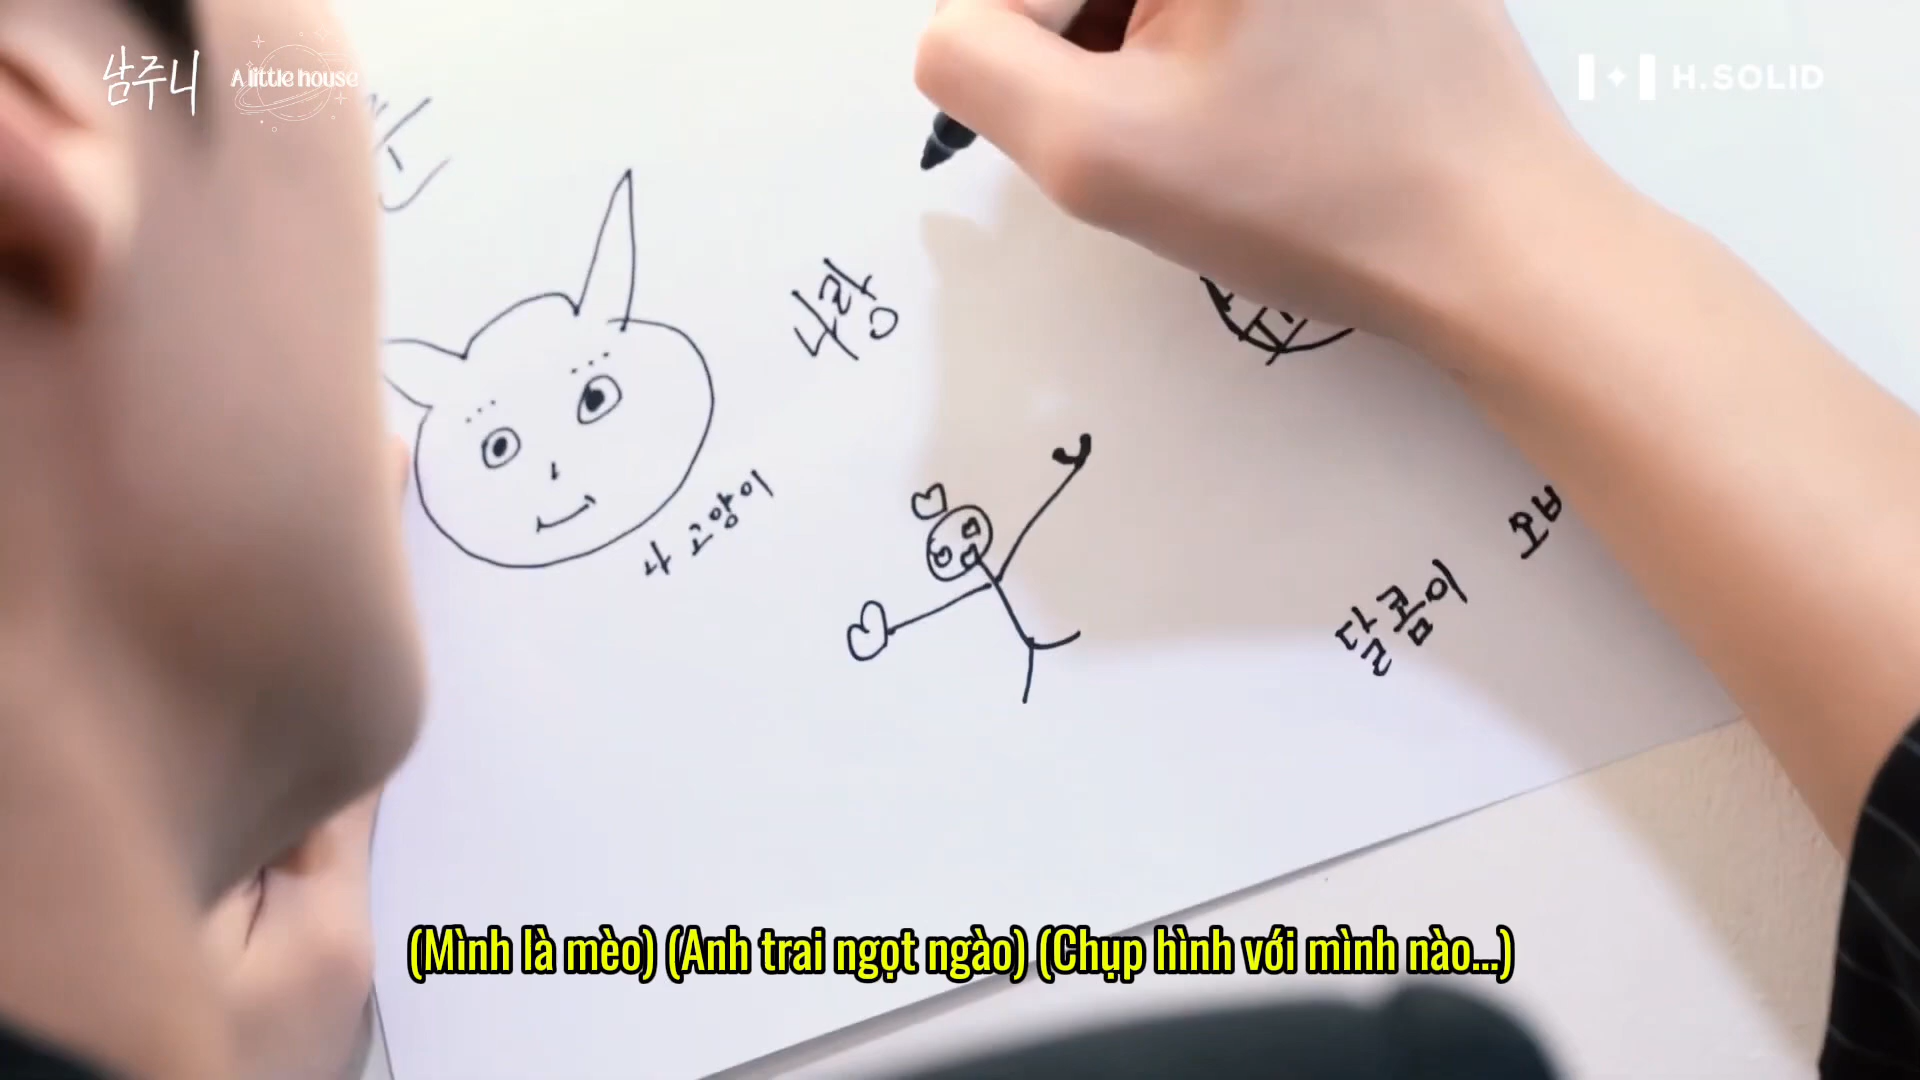 남주니
A little house
H.SOLID
나랑
나 고양이
달콤이
오빠
(Mình là mèo) (Anh trai ngọt ngào) (Chụp hình với mình nào...)